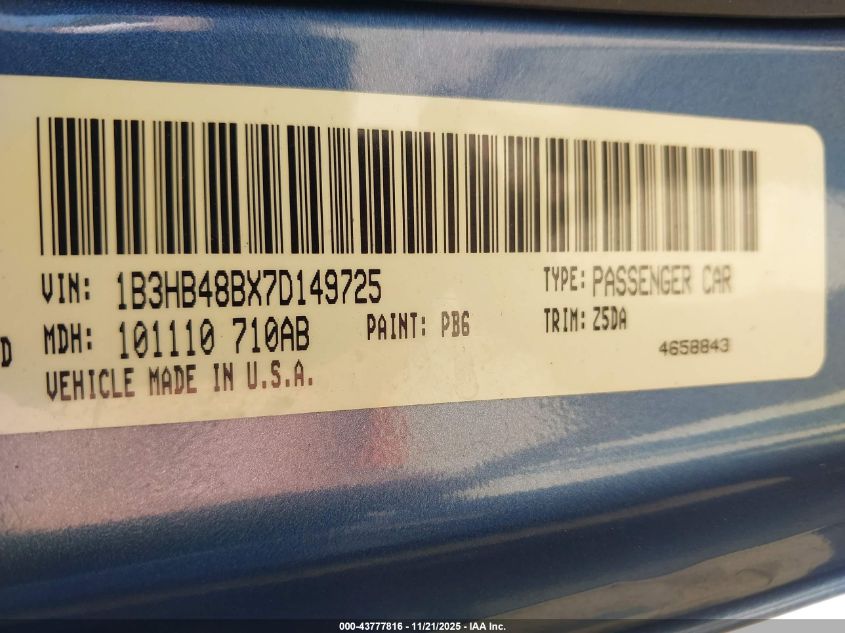 VIN: 1B3HB48BX7D149725 TYPE: PASSENGER CAR
MDH: 101110 710AB PAINT: PB6 TRIM: Z5DA
D
4658843
VEHICLE MADE IN U.S.A.
000-43777816 - 11/21/2025 - IAA Inc.